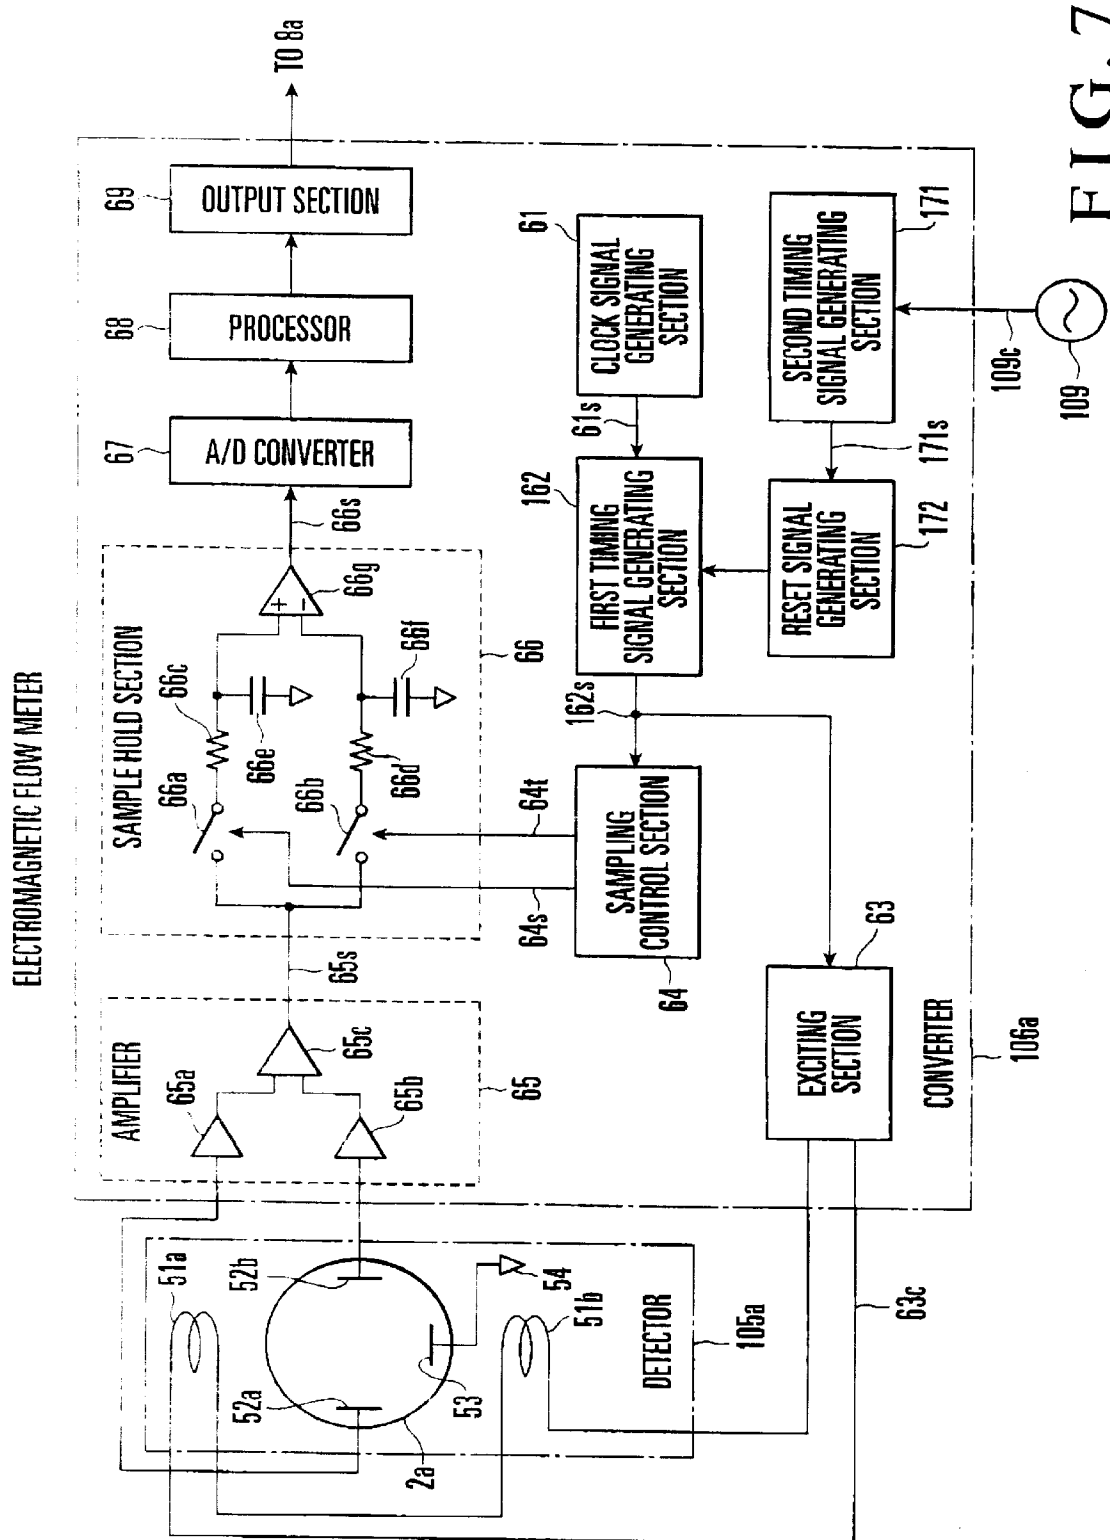 ELECTROMAGNETIC FLOW METER
TO 8a
69
OUTPUT SECTION
68
PROCESSOR
67
A/D CONVERTER
66s
SAMPLE HOLD SECTION
66a
66c
66e
66g
+
−
66b
66d
66f
66
61
CLOCK SIGNAL
GENERATING
SECTION
61s
162
FIRST TIMING
SIGNAL GENERATING
SECTION
162s
171
SECOND TIMING
SIGNAL GENERATING
SECTION
171s
172
RESET SIGNAL
GENERATING
SECTION
109c
109
SAMPLING
CONTROL SECTION
64
64s
64t
AMPLIFIER
65a
65b
65c
65
65s
63
EXCITING
SECTION
63c
CONVERTER
106a
51a
52a
52b
53
54
51b
2a
DETECTOR
105a
FIG. 7